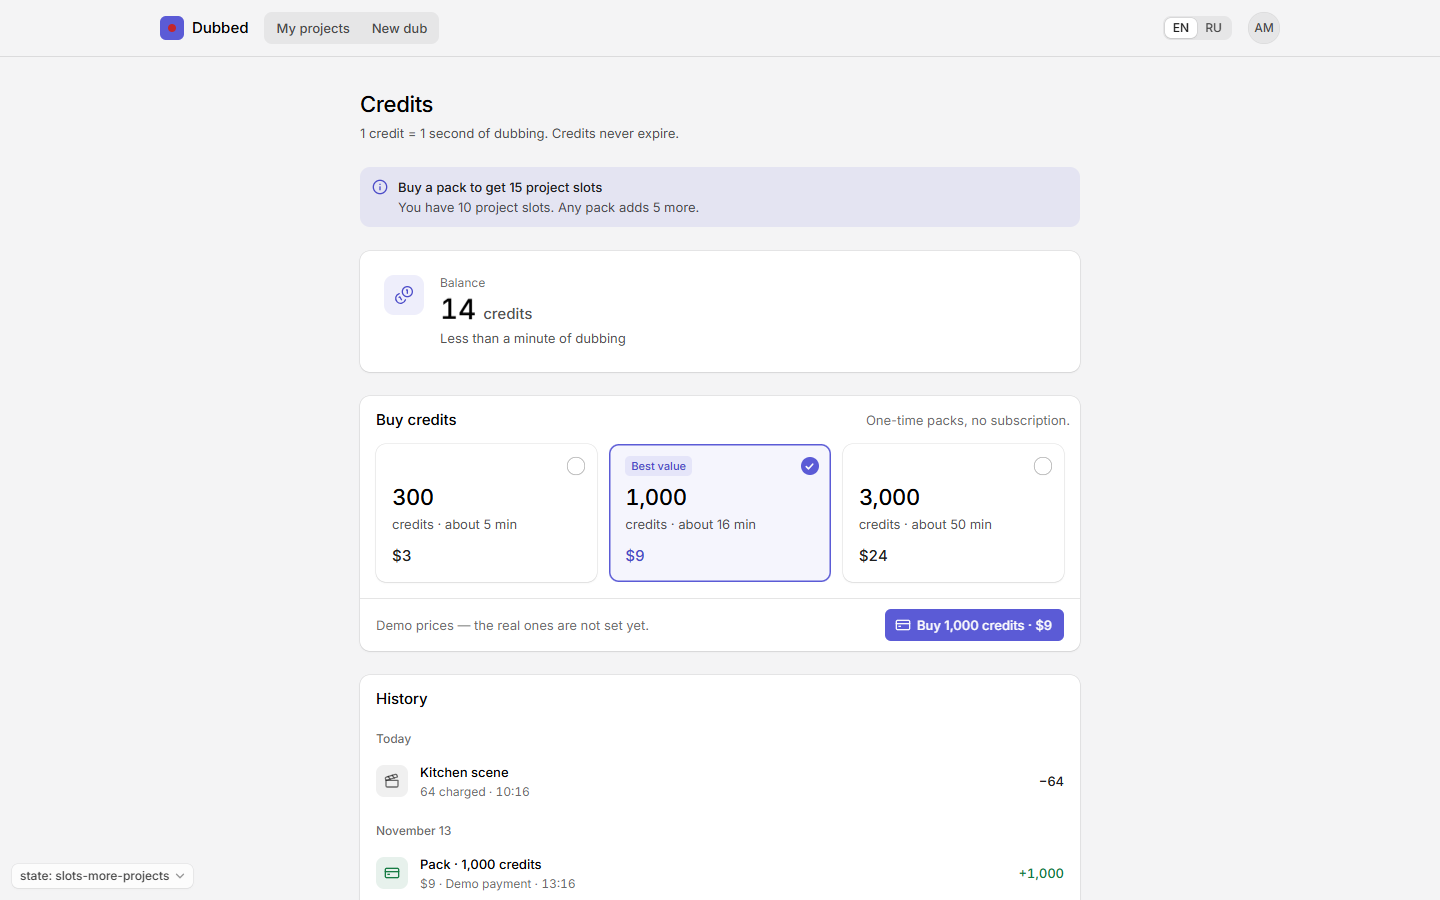 Dubbed
My projects
New dub
EN
RU
AM
Credits
1 credit = 1 second of dubbing. Credits never expire.
Buy a pack to get 15 project slots
You have 10 project slots. Any pack adds 5 more.
Balance
14 credits
Less than a minute of dubbing
Buy credits
One-time packs, no subscription.
300
credits · about 5 min
$3
Best value
1,000
credits · about 16 min
$9
3,000
credits · about 50 min
$24
Demo prices — the real ones are not set yet.
Buy 1,000 credits · $9
History
Today
Kitchen scene
64 charged · 10:16
−64
November 13
Pack · 1,000 credits
$9 · Demo payment · 13:16
+1,000
state: slots-more-projects